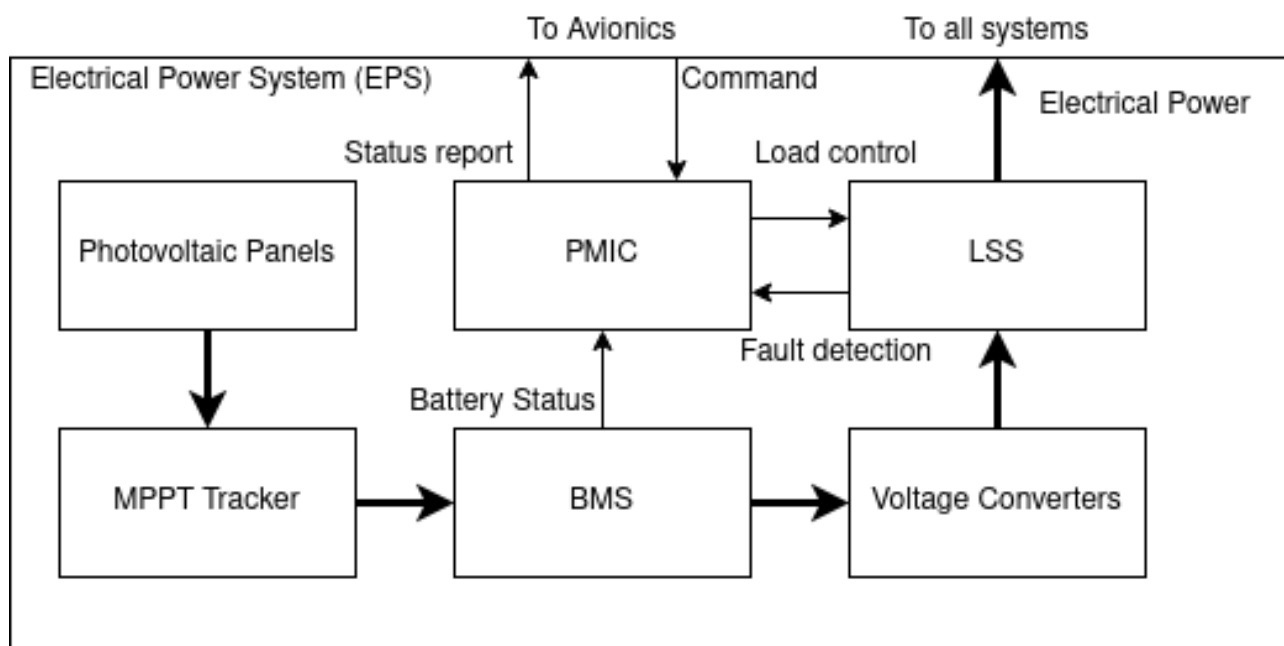 To Avionics
To all systems
Electrical Power System (EPS)
Command
Electrical Power
Status report
Load control
Photovoltaic Panels
PMIC
LSS
Fault detection
Battery Status
MPPT Tracker
BMS
Voltage Converters